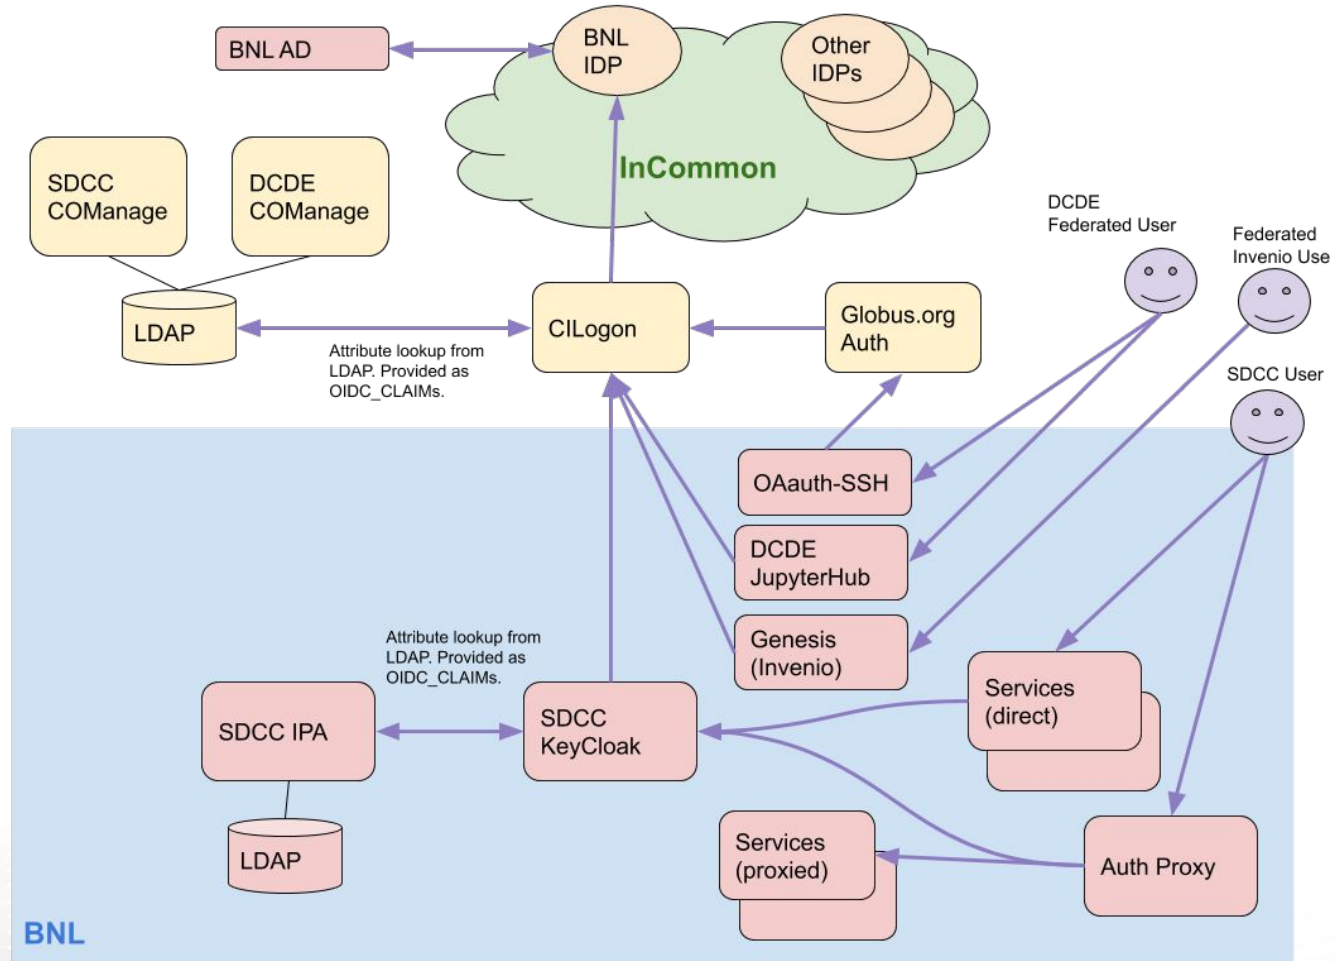 BNL AD
BNL
IDP
Other
IDPs
InCommon
SDCC
COManage
DCDE
COManage
LDAP
Attribute lookup from
LDAP. Provided as
OIDC_CLAIMs.
CILogon
Globus.org
Auth
DCDE
Federated User
Federated
Invenio Use
SDCC User
OAauth-SSH
DCDE
JupyterHub
Genesis
(Invenio)
Attribute lookup from
LDAP. Provided as
OIDC_CLAIMs.
SDCC IPA
SDCC
KeyCloak
Services
(direct)
LDAP
Services
(proxied)
Auth Proxy
BNL